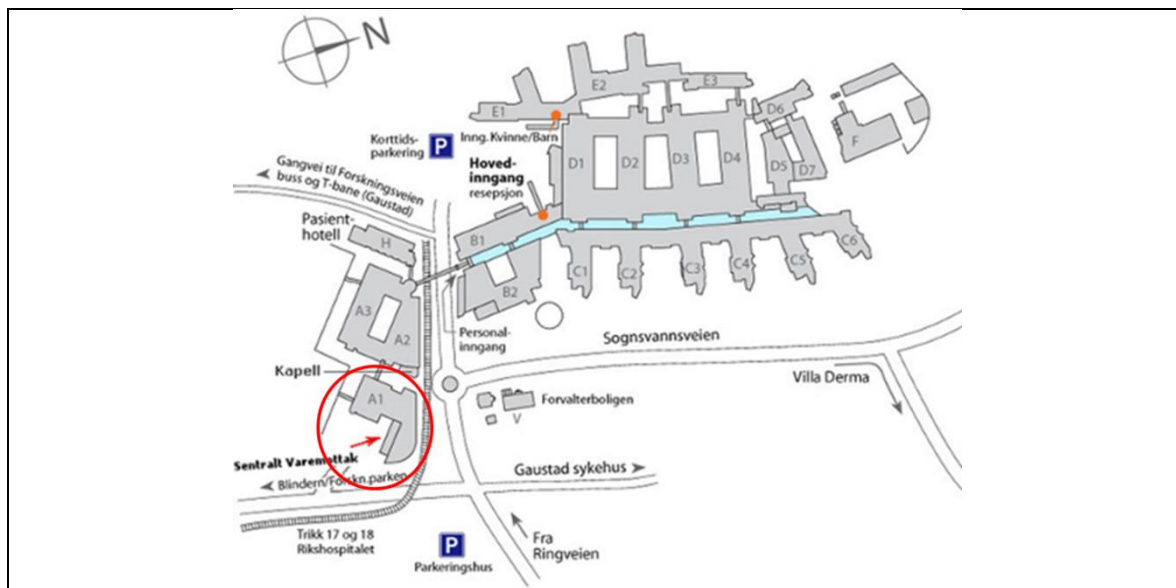 N
E1
E2
E3
D6
F
Inng. Kvinne/Barn
Korttids-
parkering
P
D1
D2
D3
D4
D5
D7
Hoved-
inngang
resepsjon
Gangvei til Forskningsveien
buss og T-bane (Gaustad)
Pasient-
hotell
H
B1
B2
C1
C2
C3
C4
C5
C6
A3
A2
Personal-
inngang
Sognsvannsveien
Kapell
A1
Villa Derma
Forvalterboligen
V
Sentralt Varemottak
Blindern/Forskn.parken
Gaustad sykehus
Trikk 17 og 18
Rikshospitalet
P
Parkeringshus
Fra
Ringveien